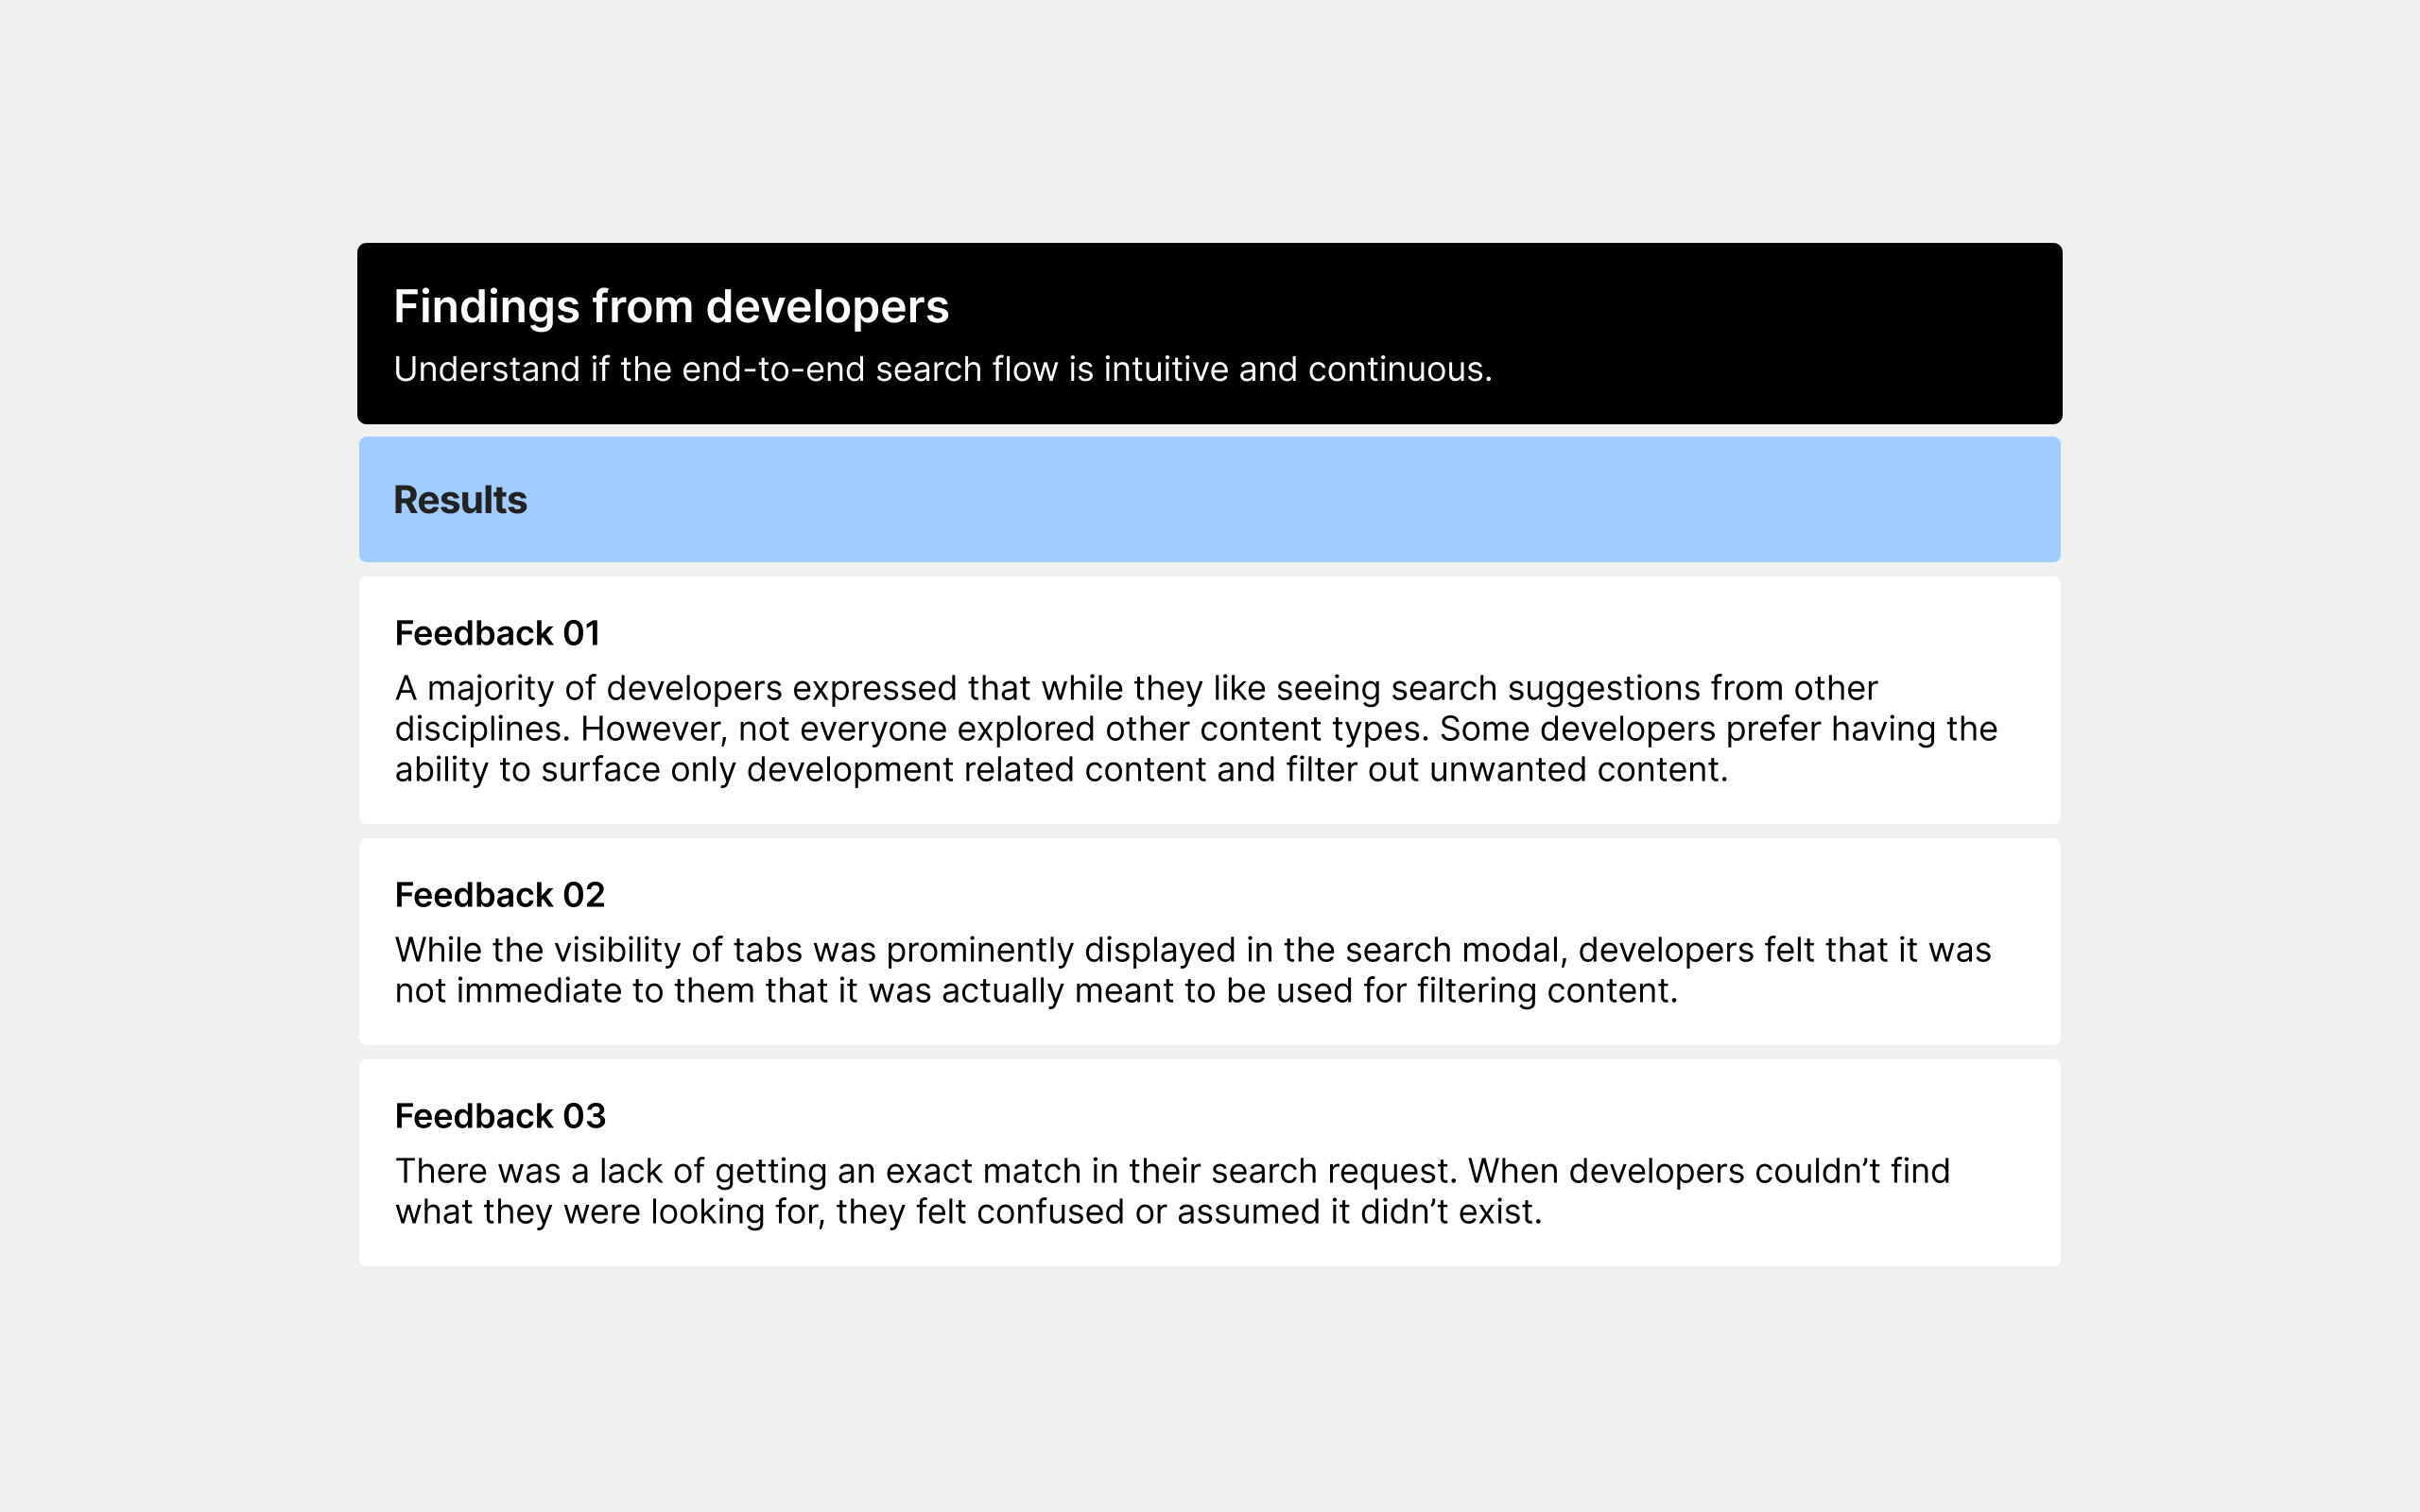 Findings from developers
Understand if the end-to-end search flow is intuitive and continuous.
Results
Feedback 01
A majority of developers expressed that while they like seeing search suggestions from other
disciplines. However, not everyone explored other content types. Some developers prefer having the
ability to surface only development related content and filter out unwanted content.
Feedback 02
While the visibility of tabs was prominently displayed in the search modal, developers felt that it was
not immediate to them that it was actually meant to be used for filtering content.
Feedback 03
There was a lack of getting an exact match in their search request. When developers couldn’t find
what they were looking for, they felt confused or assumed it didn’t exist.